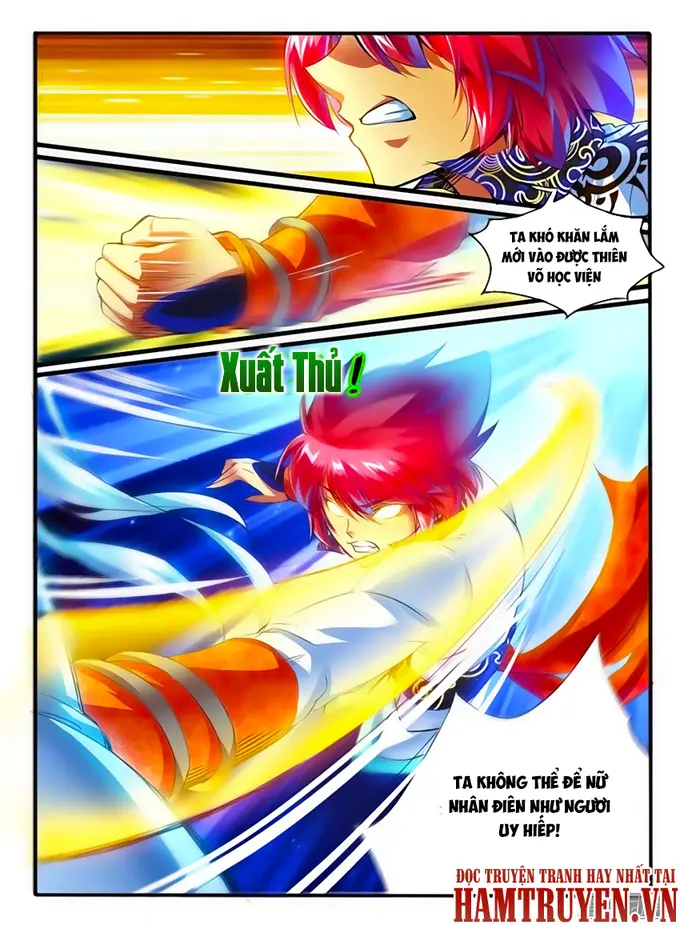 TA KHÓ KHĂN LẮM
MỚI VÀO ĐƯỢC THIÊN
VÕ HỌC VIỆN
Xuất Thủ!
TA KHÔNG THỂ ĐỂ NỮ
NHÂN ĐIÊN NHƯ NGƯƠI
UY HIẾP!
ĐỌC TRUYỆN TRANH HAY NHẤT TẠI
HAMTRUYEN.VN